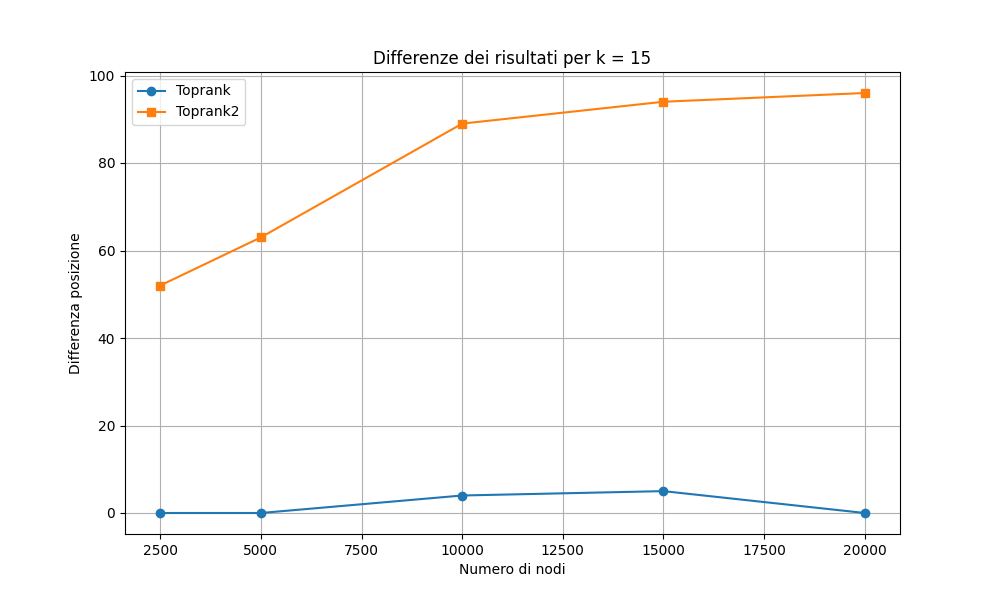 Differenze dei risultati per k = 15
Toprank
Toprank2
Differenza posizione
100
80
60
40
20
0
2500
5000
7500
10000
12500
15000
17500
20000
Numero di nodi